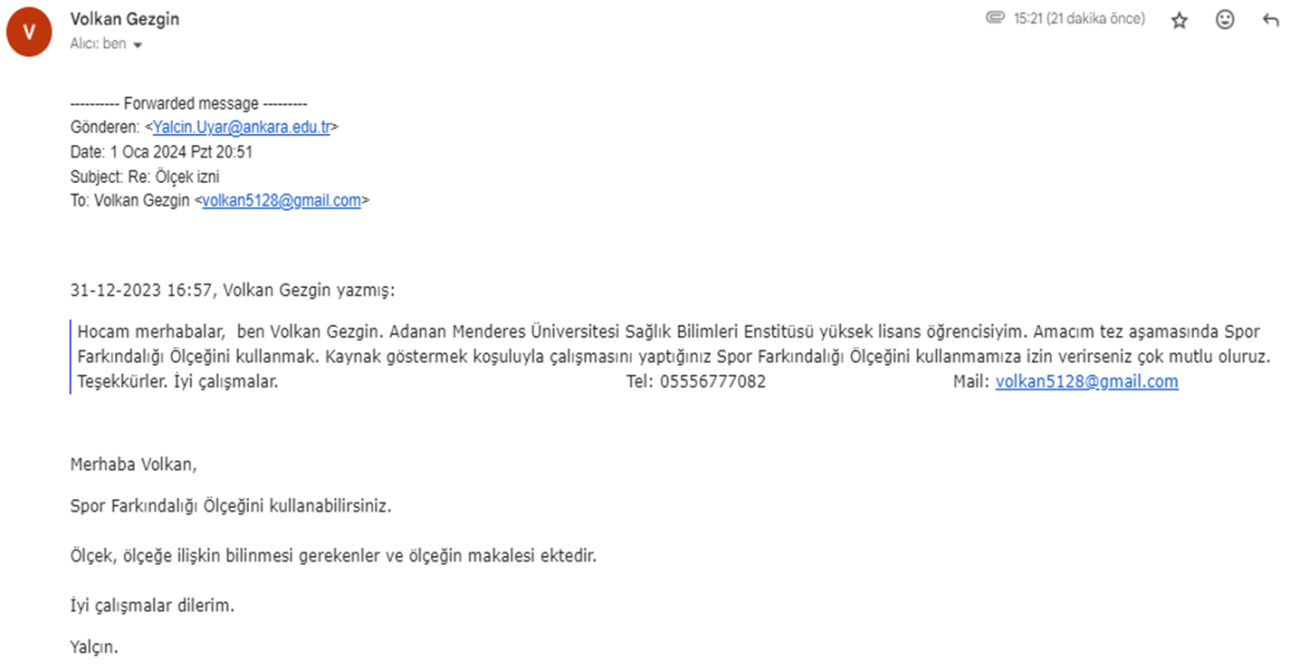 V
Volkan Gezgin
15:21 (21 dakika önce)
Alıcı: ben
---------- Forwarded message ---------
Gönderen: <Yalcin.Uyar@ankara.edu.tr>
Date: 1 Oca 2024 Pzt 20:51
Subject: Re: Ölçek izni
To: Volkan Gezgin <volkan5128@gmail.com>
31-12-2023 16:57, Volkan Gezgin yazmış:
Hocam merhabalar,  ben Volkan Gezgin. Adanan Menderes Üniversitesi Sağlık Bilimleri Enstitüsü yüksek lisans öğrencisiyim. Amacım tez aşamasında Spor
Farkındalığı Ölçeğini kullanmak. Kaynak göstermek koşuluyla çalışmasını yaptığınız Spor Farkındalığı Ölçeğini kullanmamıza izin verirseniz çok mutlu oluruz.
Teşekkürler. İyi çalışmalar. Tel: 05556777082 Mail: volkan5128@gmail.com
Merhaba Volkan,
Spor Farkındalığı Ölçeğini kullanabilirsiniz.
Ölçek, ölçeğe ilişkin bilinmesi gerekenler ve ölçeğin makalesi ektedir.
İyi çalışmalar dilerim.
Yalçın.